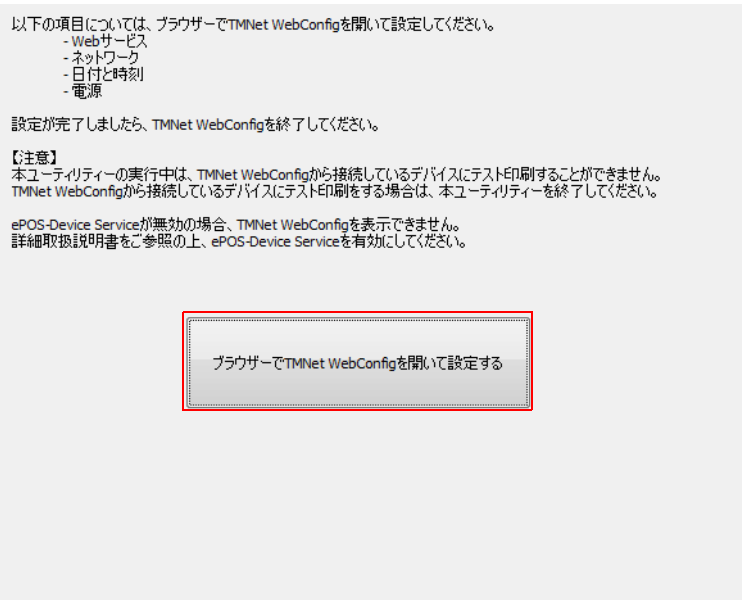 以下の項目については、ブラウザーでTMNet WebConfigを開いて設定してください。
- Webサービス
- ネットワーク
- 日付と時刻
- 電源
設定が完了しましたら、TMNet WebConfigを終了してください。
【注意】
本ユーティリティーの実行中は、TMNet WebConfigから接続しているデバイスにテスト印刷することができません。
TMNet WebConfigから接続しているデバイスにテスト印刷をする場合は、本ユーティリティーを終了してください。
ePOS-Device Serviceが無効の場合、TMNet WebConfigを表示できません。
詳細取扱説明書をご参照の上、ePOS-Device Serviceを有効にしてください。
ブラウザーでTMNet WebConfigを開いて設定する